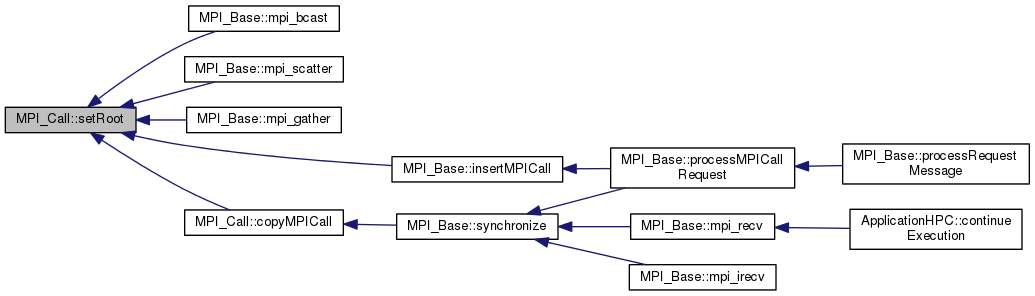 MPI_Base::mpi_bcast
MPI_Base::mpi_scatter
MPI_Call::setRoot
MPI_Base::mpi_gather
MPI_Base::insertMPICall
MPI_Base::processMPICall
Request
MPI_Base::processRequest
Message
MPI_Call::copyMPICall
MPI_Base::synchronize
MPI_Base::mpi_recv
ApplicationHPC::continue
Execution
MPI_Base::mpi_irecv